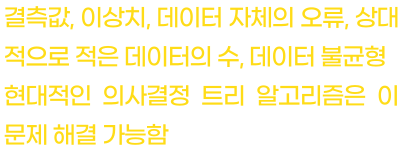 결측값, 이상치, 데이터 자체의 오류, 상대
적으로 적은 데이터의 수, 데이터 불균형
현대적인 의사결정 트리 알고리즘은 이
문제 해결 가능함